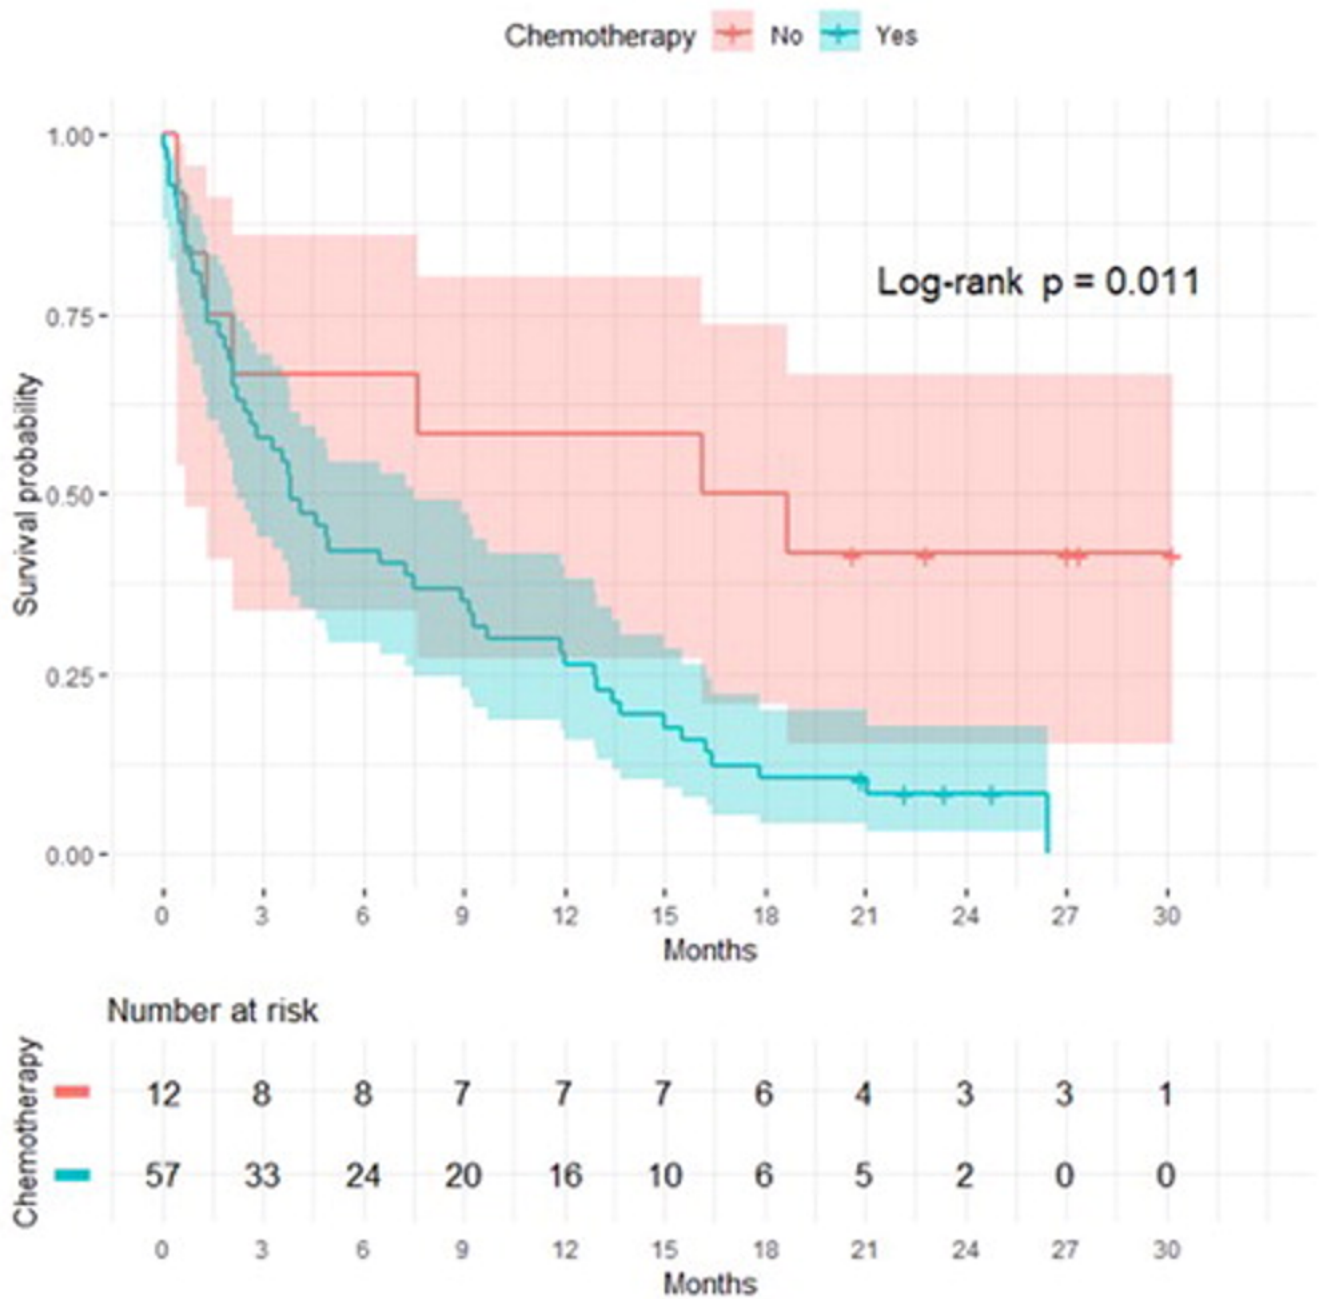 Chemotherapy No Yes
Log-rank p = 0.011
Survival probability
1.00
0.75
0.50
0.25
0.00
0 3 6 9 12 15 18 21 24 27 30
Months
Number at risk
Chemotherapy
12 8 8 7 7 7 6 4 3 3 1
57 33 24 20 16 10 6 5 2 0 0
0 3 6 9 12 15 18 21 24 27 30
Months